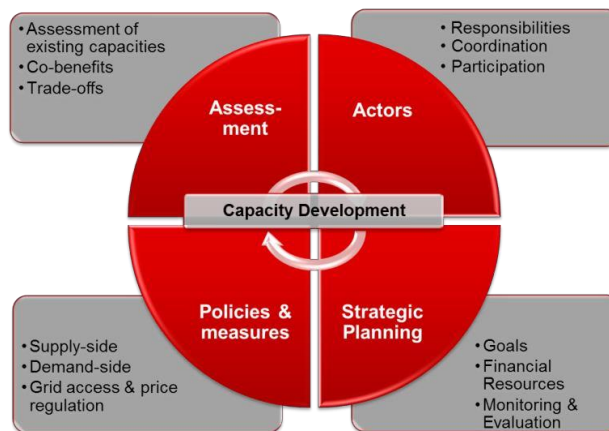 • Assessment of
existing capacities
• Co-benefits
• Trade-offs
• Responsibilities
• Coordination
• Participation
Assess-
ment
Actors
Capacity Development
Policies &
measures
Strategic
Planning
• Supply-side
• Demand-side
• Grid access & price
regulation
• Goals
• Financial
Resources
• Monitoring &
Evaluation